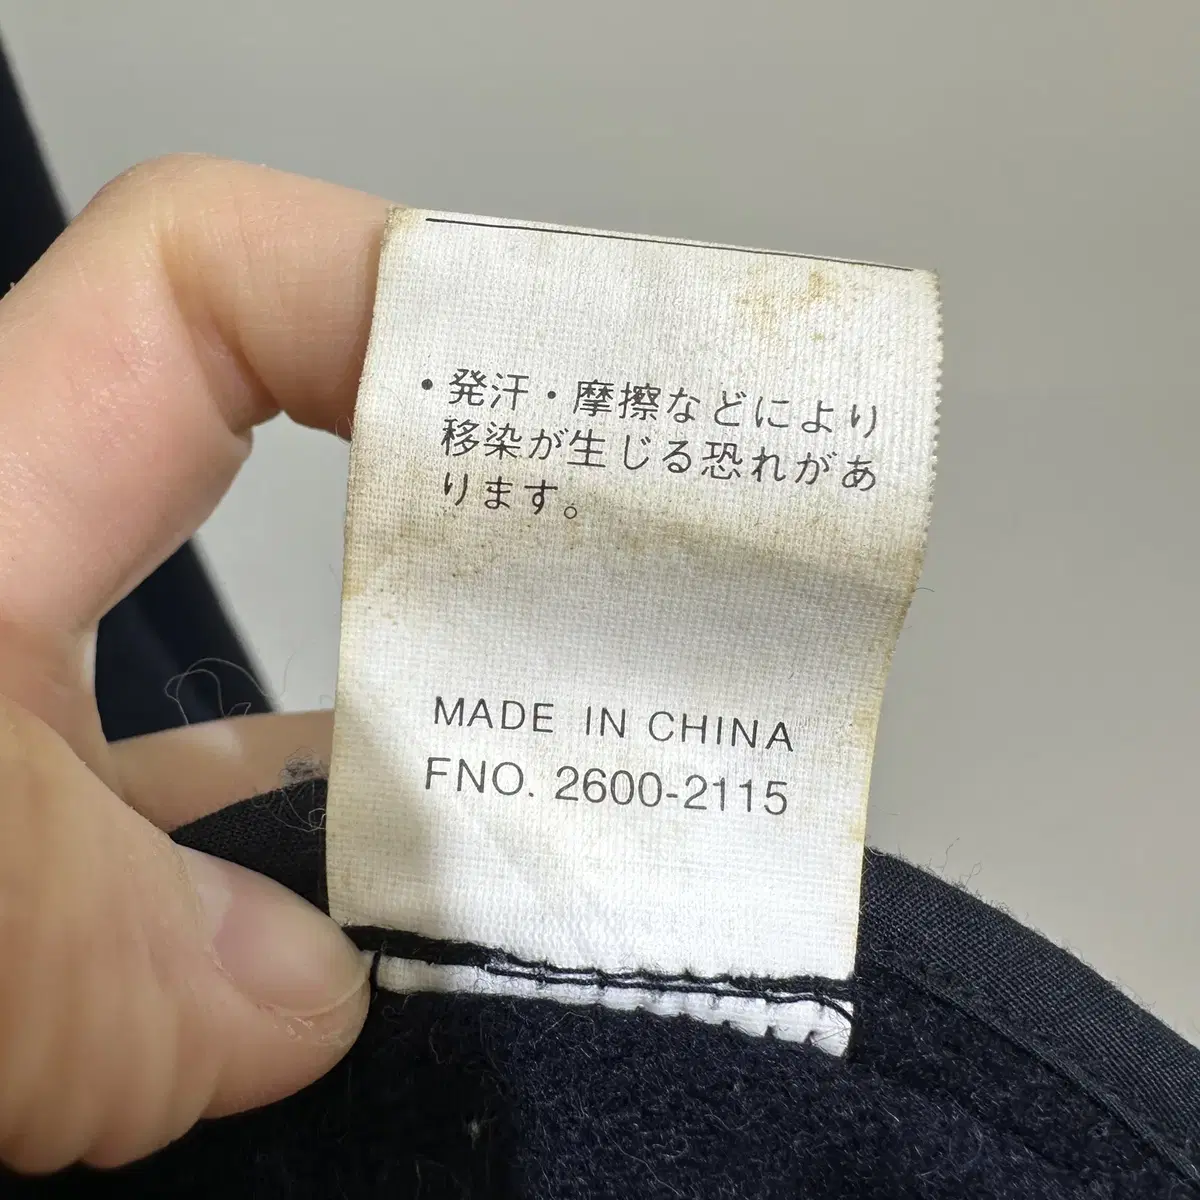 ・発汗・摩擦などにより
移染が生じる恐れがあ
ります。
MADE IN CHINA
FNO. 2600-2115